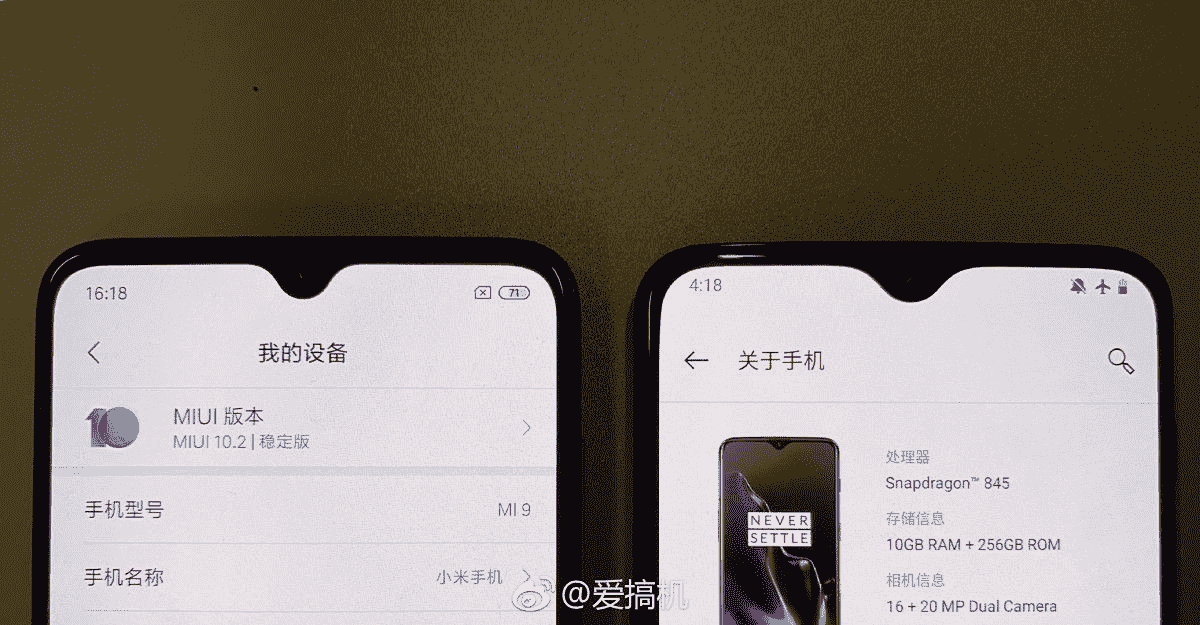 16:18
71
我的设备
10
MIUI 版本
MIUI 10.2 | 稳定版
手机型号
MI 9
手机名称
小米手机
4:18
关于手机
NEVER
SETTLE
处理器
Snapdragon™ 845
存储信息
10GB RAM + 256GB ROM
相机信息
16 + 20 MP Dual Camera
@爱搞机